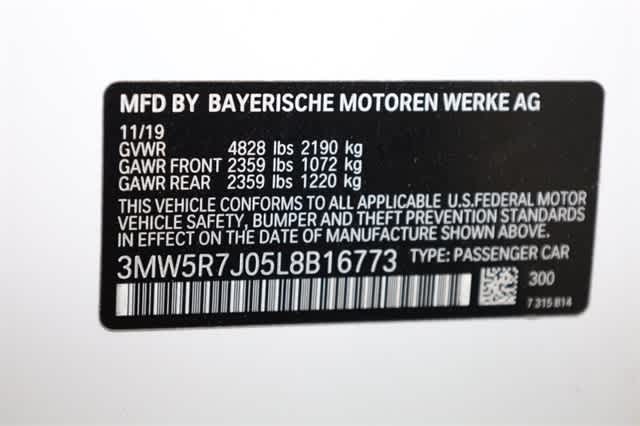 MFD BY BAYERISCHE MOTOREN WERKE AG
11/19
GVWR 4828 lbs 2190 kg
GAWR FRONT 2359 lbs 1072 kg
GAWR REAR 2359 lbs 1220 kg
THIS VEHICLE CONFORMS TO ALL APPLICABLE U.S.FEDERAL MOTOR
VEHICLE SAFETY, BUMPER AND THEFT PREVENTION STANDARDS
IN EFFECT ON THE DATE OF MANUFACTURE SHOWN ABOVE.
3MW5R7J05L8B16773 TYPE: PASSENGER CAR
300
7 315 814